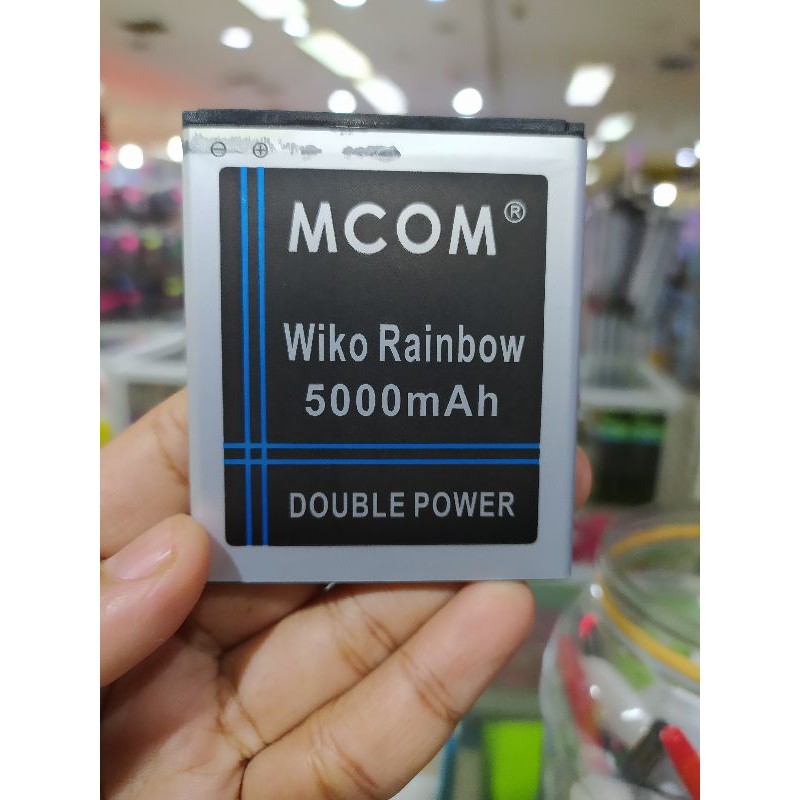 ⊖ ⊕
MCOM®
Wiko Rainbow
5000mAh
DOUBLE POWER